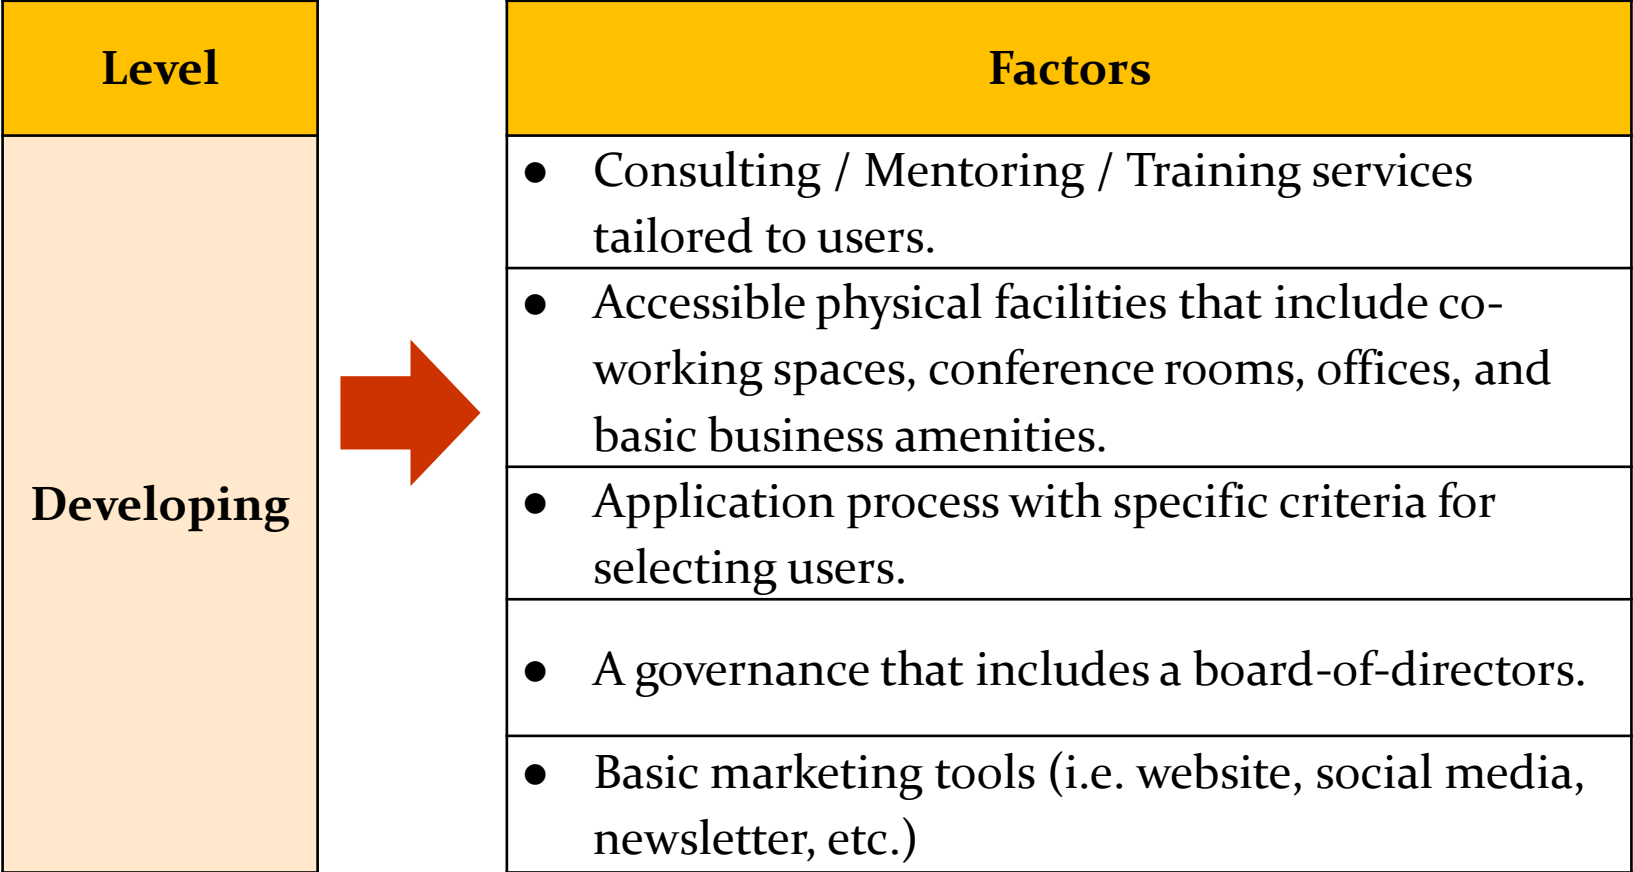 Level
Factors
Developing
● Consulting / Mentoring / Training services
tailored to users.
● Accessible physical facilities that include co-
working spaces, conference rooms, offices, and
basic business amenities.
● Application process with specific criteria for
selecting users.
● A governance that includes a board-of-directors.
● Basic marketing tools (i.e. website, social media,
newsletter, etc.)